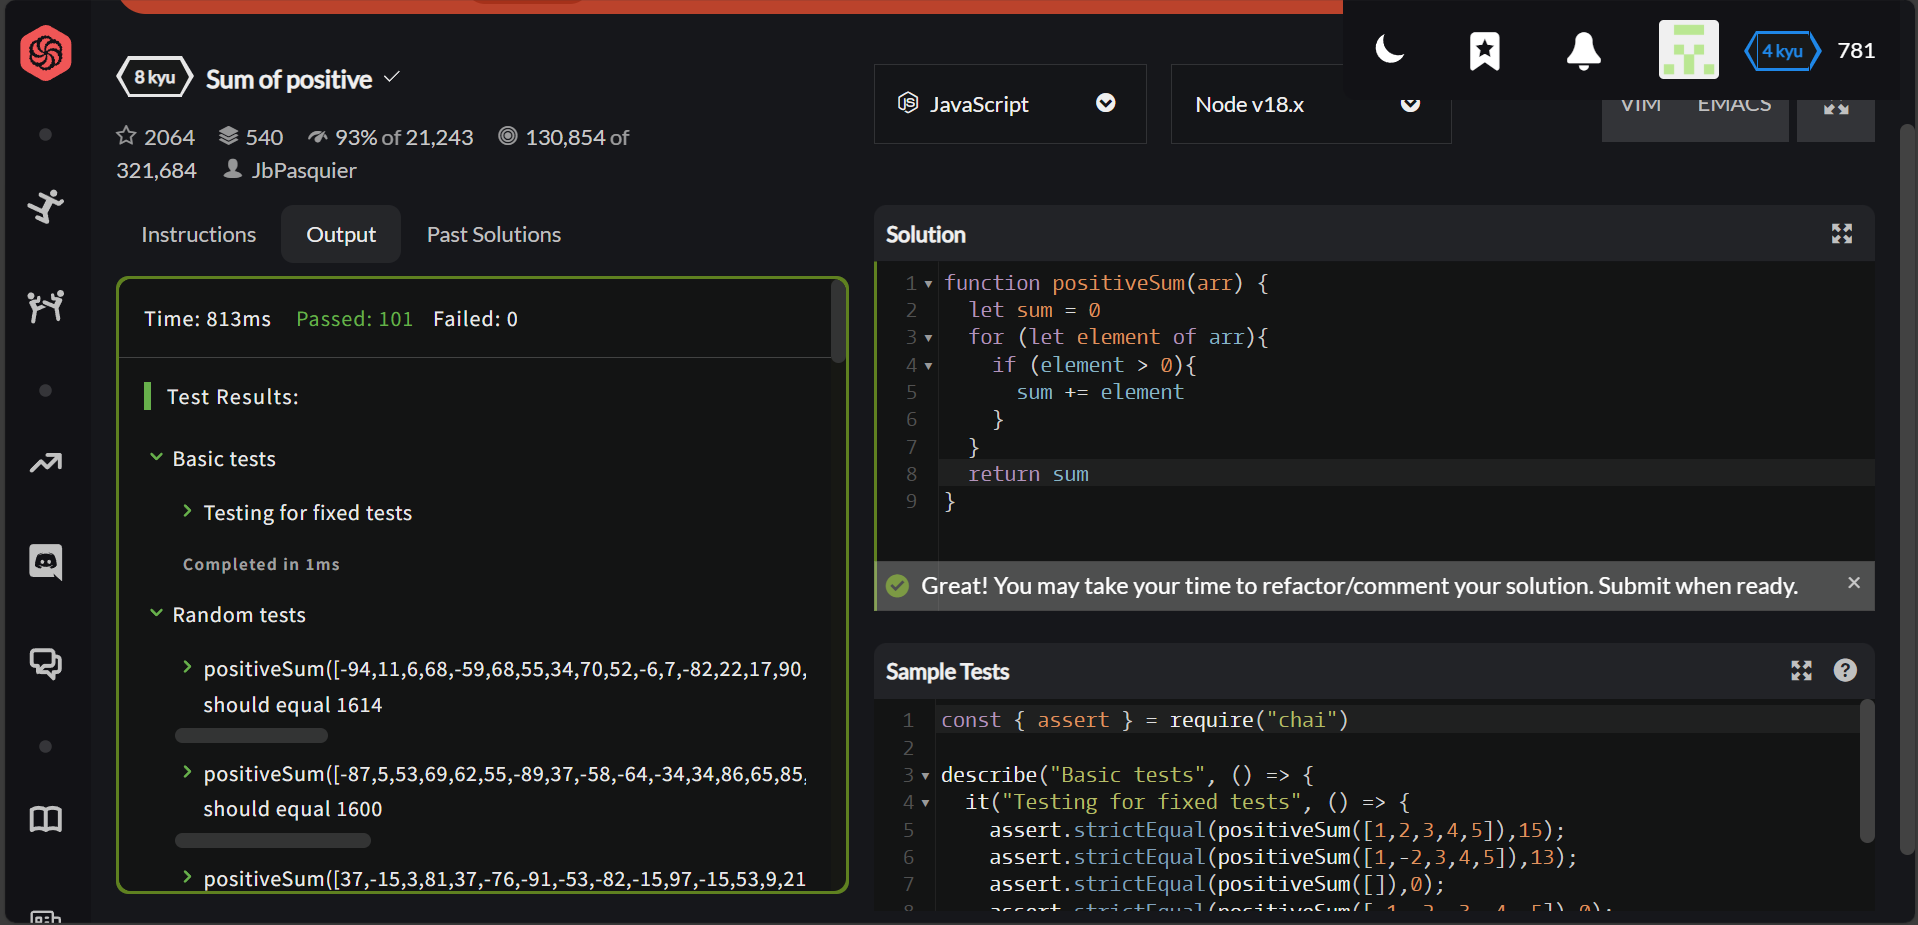 8 kyu Sum of positive
2064 540 93% of 21,243 130,854 of
321,684 JbPasquier
JavaScript
Node v18.x
VIM EMACS
4 kyu 781
Instructions Output Past Solutions
Time: 813ms Passed: 101 Failed: 0
Test Results:
Basic tests
Testing for fixed tests
Completed in 1ms
Random tests
positiveSum([-94,11,6,68,-59,68,55,34,70,52,-6,7,-82,22,17,90,
should equal 1614
positiveSum([-87,5,53,69,62,55,-89,37,-58,-64,-34,34,86,65,85,
should equal 1600
positiveSum([37,-15,3,81,37,-76,-91,-53,-82,-15,97,-15,53,9,21
Solution
1 function positiveSum(arr) {
2 let sum = 0
3 for (let element of arr){
4 if (element > 0){
5 sum += element
6 }
7 }
8 return sum
9 }
Great! You may take your time to refactor/comment your solution. Submit when ready.
Sample Tests
1 const { assert } = require("chai")
2
3 describe("Basic tests", () => {
4 it("Testing for fixed tests", () => {
5 assert.strictEqual(positiveSum([1,2,3,4,5]),15);
6 assert.strictEqual(positiveSum([1,-2,3,4,5]),13);
7 assert.strictEqual(positiveSum([]),0);